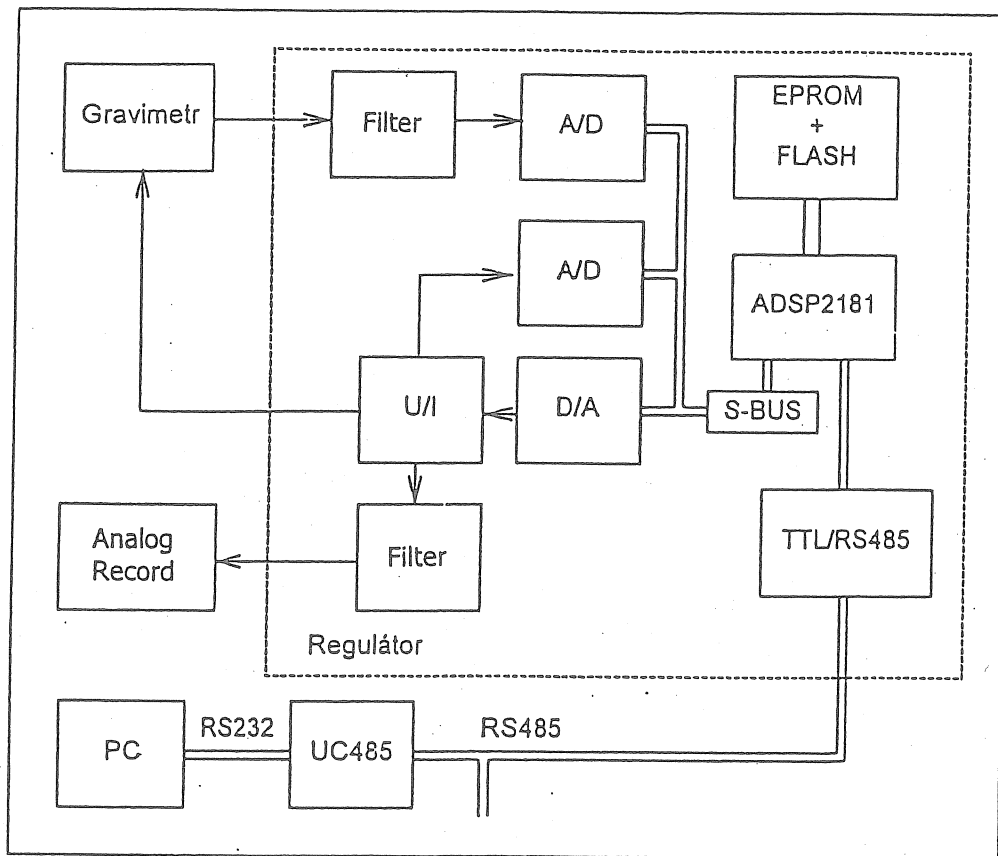 Gravimetr
Filter
A/D
EPROM
+
FLASH
A/D
ADSP2181
U/I
D/A
S-BUS
Analog
Record
Filter
TTL/RS485
Regulátor
PC
RS232
UC485
RS485